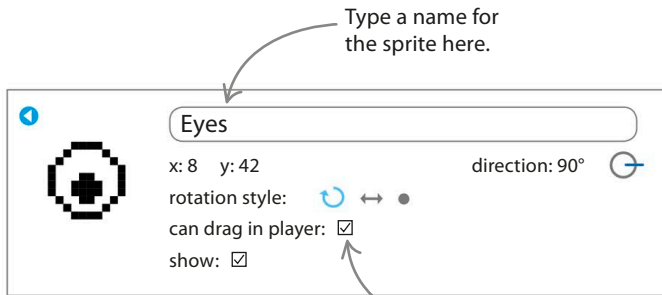 Type a name for
the sprite here.
Eyes
x: 8 y: 42 direction: 90°
rotation style:
can drag in player:
show: